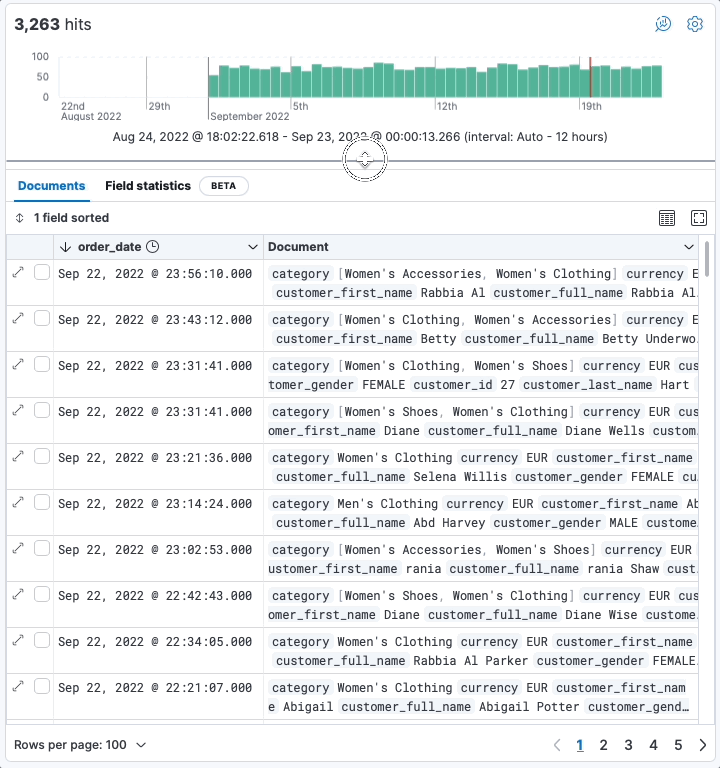 3,263 hits
100
50
0
22nd
August 2022
29th
September 2022
5th
12th
19th
Aug 24, 2022 @ 18:02:22.618 - Sep 23, 2022 @ 00:00:13.266 (interval: Auto - 12 hours)
Documents Field statistics BETA
1 field sorted
order_date Document
Sep 22, 2022 @ 23:56:10.000 category [Women's Accessories, Women's Clothing] currency E
customer_first_name Rabbia Al customer_full_name Rabbia Al
Sep 22, 2022 @ 23:43:12.000 category [Women's Clothing, Women's Accessories] currency E
customer_first_name Betty customer_full_name Betty Underwo
Sep 22, 2022 @ 23:31:41.000 category [Women's Clothing, Women's Shoes] currency EUR cus
tomer_gender FEMALE customer_id 27 customer_last_name Hart
Sep 22, 2022 @ 23:31:41.000 category [Women's Shoes, Women's Clothing] currency EUR cus
omer_first_name Diane customer_full_name Diane Wells custom
Sep 22, 2022 @ 23:21:36.000 category Women's Clothing currency EUR customer_first_name
customer_full_name Selena Willis customer_gender FEMALE cu
Sep 22, 2022 @ 23:14:24.000 category Men's Clothing currency EUR customer_first_name Ab
customer_full_name Abd Harvey customer_gender MALE custome
Sep 22, 2022 @ 23:02:53.000 category [Women's Accessories, Women's Shoes] currency EUR
ustomer_first_name rania customer_full_name rania Shaw cust
Sep 22, 2022 @ 22:42:43.000 category [Women's Shoes, Women's Clothing] currency EUR cus
omer_first_name Diane customer_full_name Diane Wise custome
Sep 22, 2022 @ 22:34:05.000 category Women's Clothing currency EUR customer_first_name
customer_full_name Rabbia Al Parker customer_gender FEMALE
Sep 22, 2022 @ 22:21:07.000 category Women's Clothing currency EUR customer_first_nam
e Abigail customer_full_name Abigail Potter customer_gend…
Rows per page: 100 1 2 3 4 5